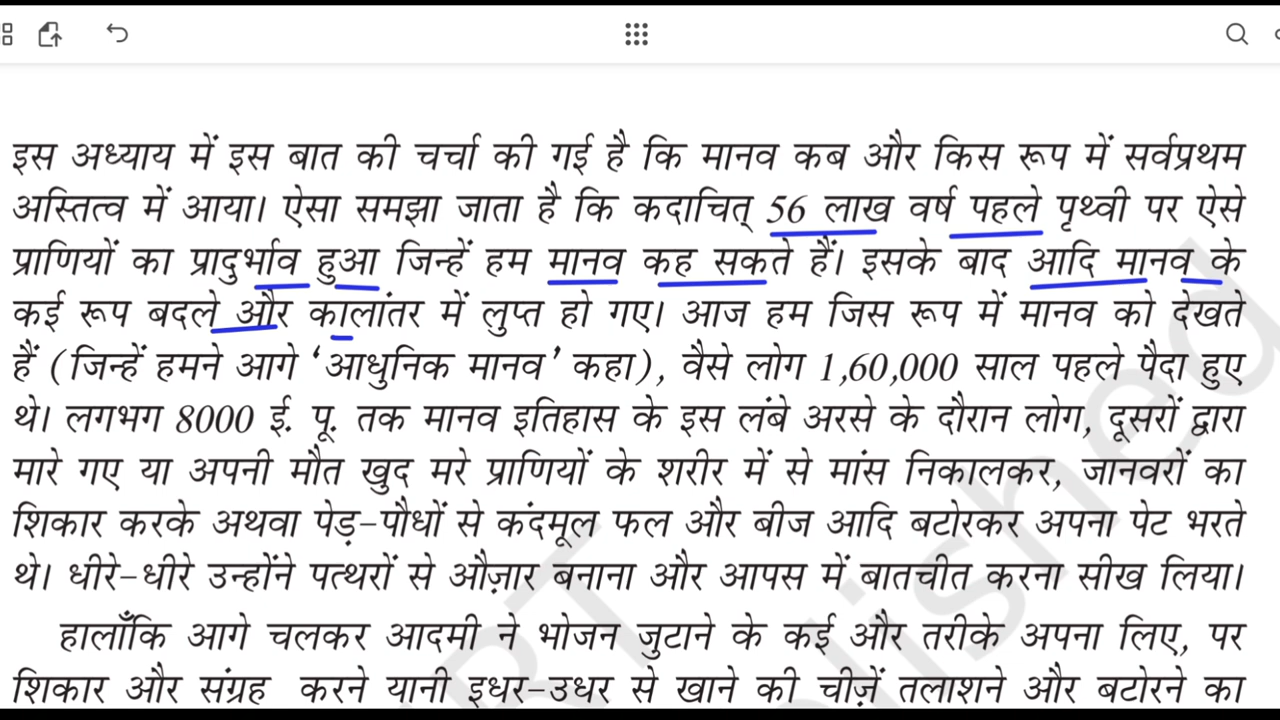 इस अध्याय में इस बात की चर्चा की गई है कि मानव कब और किस रूप में सर्वप्रथम
अस्तित्व में आया। ऐसा समझा जाता है कि कदाचित् 56 लाख वर्ष पहले पृथ्वी पर ऐसे
प्राणियों का प्रादुर्भाव हुआ जिन्हें हम मानव कह सकते हैं। इसके बाद आदि मानव के
कई रूप बदले और कालांतर में लुप्त हो गए। आज हम जिस रूप में मानव को देखते
हैं (जिन्हें हमने आगे ‘आधुनिक मानव’ कहा), वैसे लोग 1,60,000 साल पहले पैदा हुए
थे। लगभग 8000 ई. पू. तक मानव इतिहास के इस लंबे अरसे के दौरान लोग, दूसरों द्वारा
मारे गए या अपनी मौत खुद मरे प्राणियों के शरीर में से मांस निकालकर, जानवरों का
शिकार करके अथवा पेड़-पौधों से कंदमूल फल और बीज आदि बटोरकर अपना पेट भरते
थे। धीरे-धीरे उन्होंने पत्थरों से औज़ार बनाना और आपस में बातचीत करना सीख लिया।
हालाँकि आगे चलकर आदमी ने भोजन जुटाने के कई और तरीके अपना लिए, पर
शिकार और संग्रह करने यानी इधर-उधर से खाने की चीज़ें तलाशने और बटोरने का